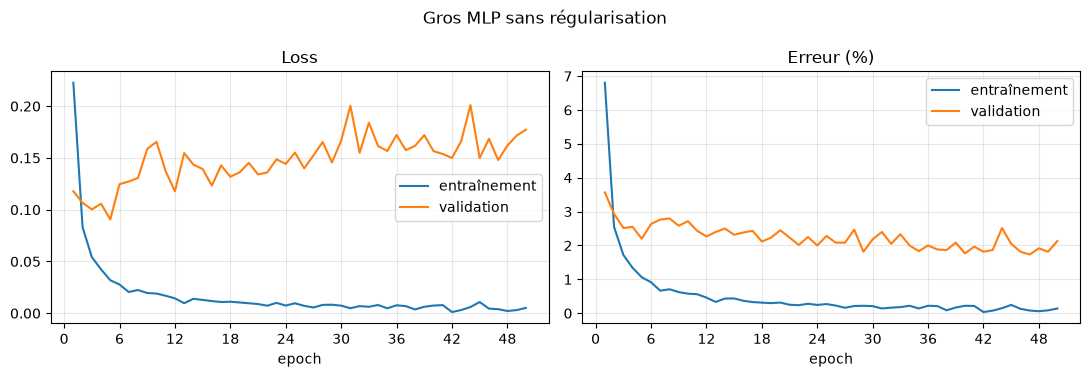 Gros MLP sans régularisation
Loss
0.20
0.15
0.10
0.05
0.00
0 6 12 18 24 30 36 42 48
epoch
entraînement
validation
Erreur (%)
7
6
5
4
3
2
1
0
0 6 12 18 24 30 36 42 48
epoch
entraînement
validation